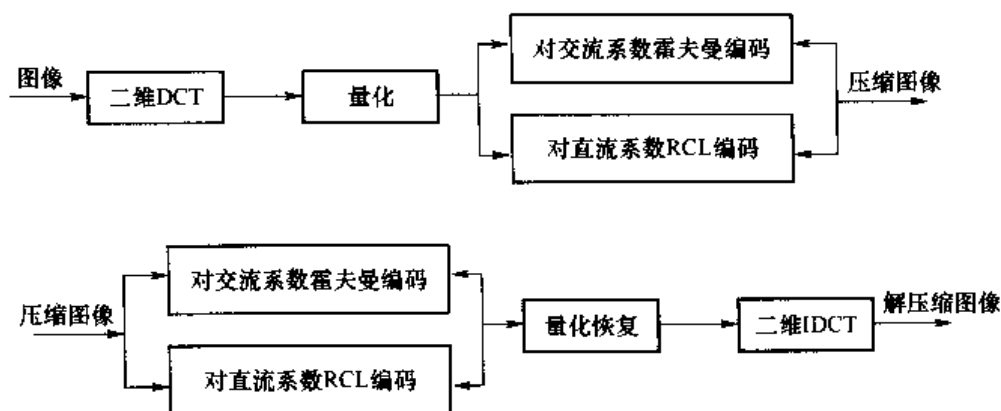 图像
二维DCT
量化
对交流系数霍夫曼编码
对直流系数RCL编码
压缩图像
压缩图像
对交流系数霍夫曼编码
对直流系数RCL编码
量化恢复
二维IDCT
解压缩图像